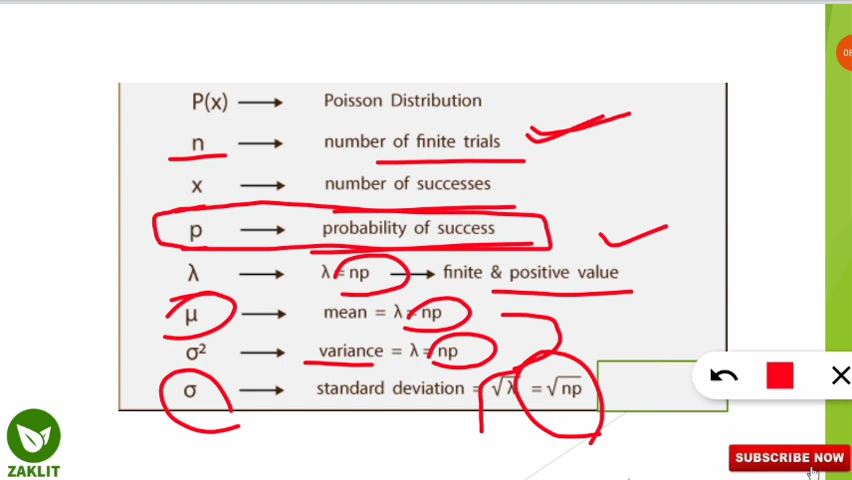 P(x) → Poisson Distribution
n → number of finite trials
x → number of successes
p → probability of success
λ → λ = np → finite & positive value
μ → mean = λ = np
σ² → variance = λ = np
σ → standard deviation = √λ = √np
ZAKLIT
SUBSCRIBE NOW